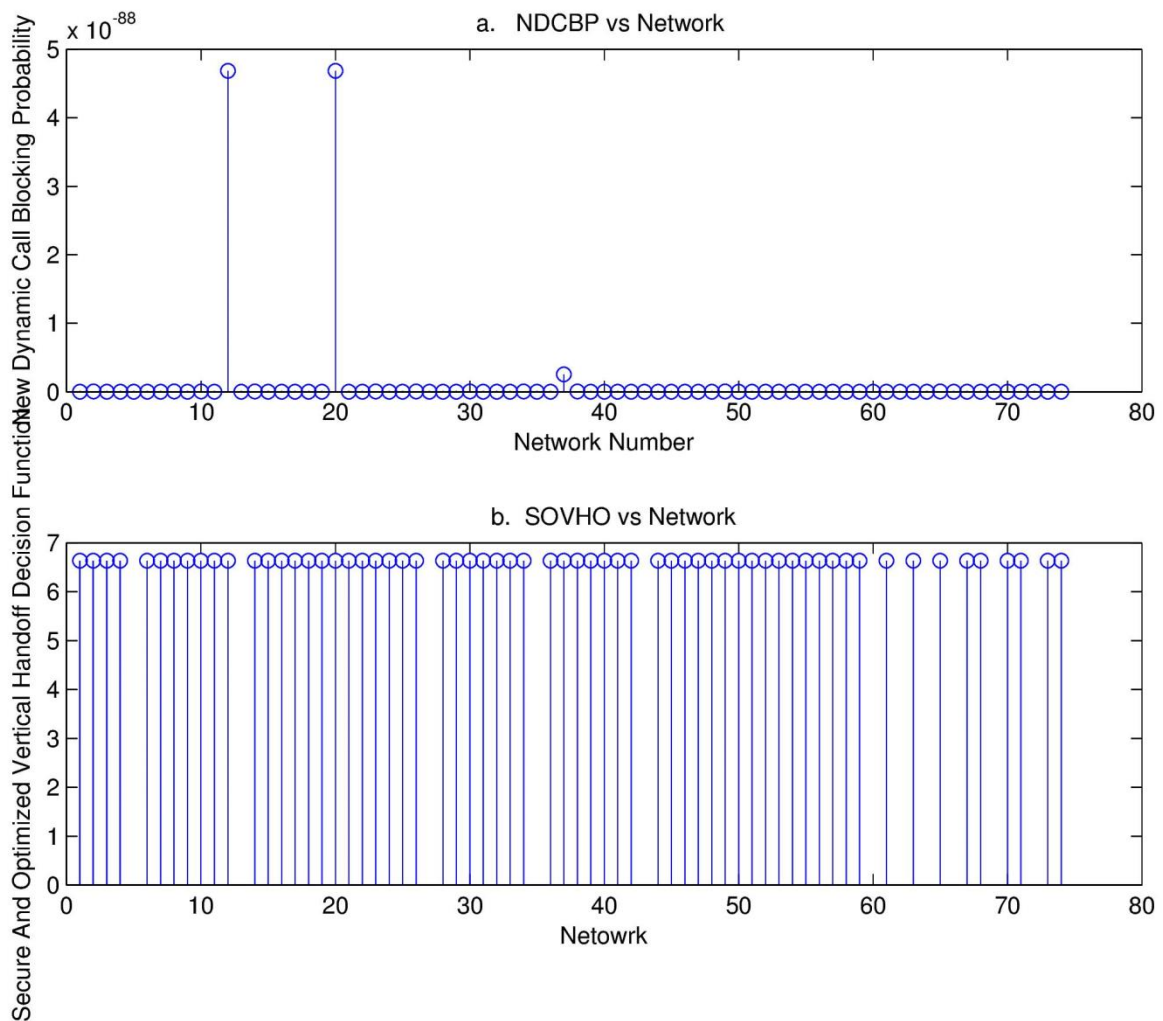 a. NDCBP vs Network
x 10-88
5
4
3
2
1
0
0 10 20 30 40 50 60 70 80
Network Number
New Dynamic Call Blocking Probability
b. SOVHO vs Network
7
6
5
4
3
2
1
0
0 10 20 30 40 50 60 70 80
Netowrk
Secure And Optimized Vertical Handoff Decision Function